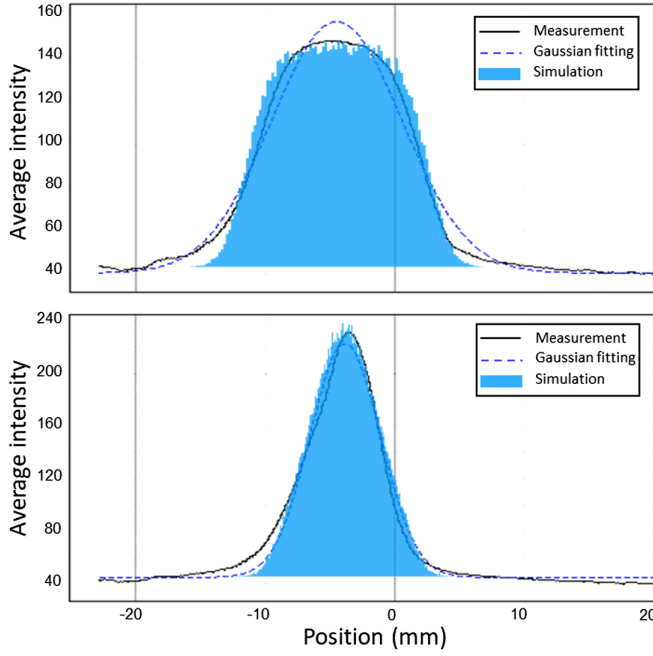 160
140
120
100
80
60
40
Average intensity
Measurement
Gaussian fitting
Simulation
240
200
160
120
80
40
Average intensity
Measurement
Gaussian fitting
Simulation
-20
-10
0
10
20
Position (mm)